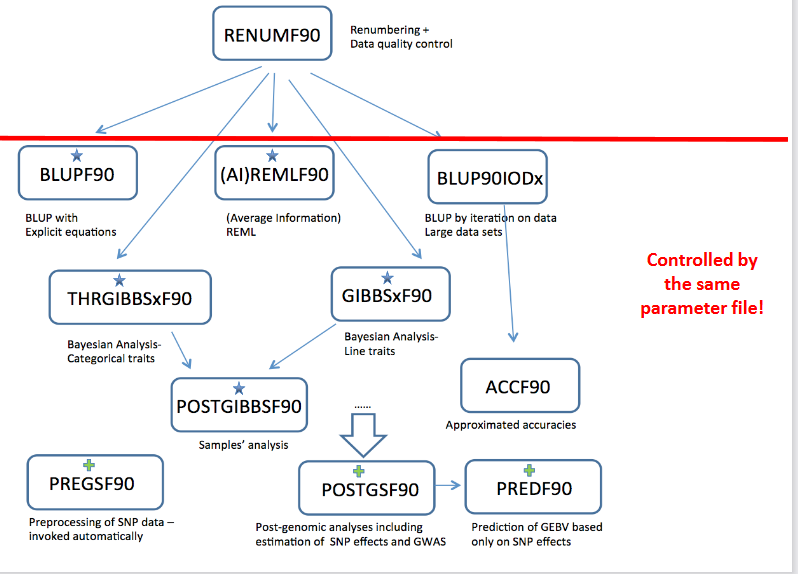 RENUMF90
Renumbering +
Data quality control
BLUPF90
BLUP with
Explicit equations
(AI)REMLF90
(Average Information)
REML
BLUP90IODx
BLUP by iteration on data
Large data sets
Controlled by
the same
parameter file!
THRGIBBSxF90
Bayesian Analysis-
Categorical traits
GIBBSxF90
Bayesian Analysis-
Line traits
POSTGIBBSF90
Samples’ analysis
ACCF90
Approximated accuracies
......
PREGSF90
Preprocessing of SNP data –
invoked automatically
POSTGSF90
Post-genomic analyses including
estimation of SNP effects and GWAS
PREDF90
Prediction of GEBV based
only on SNP effects